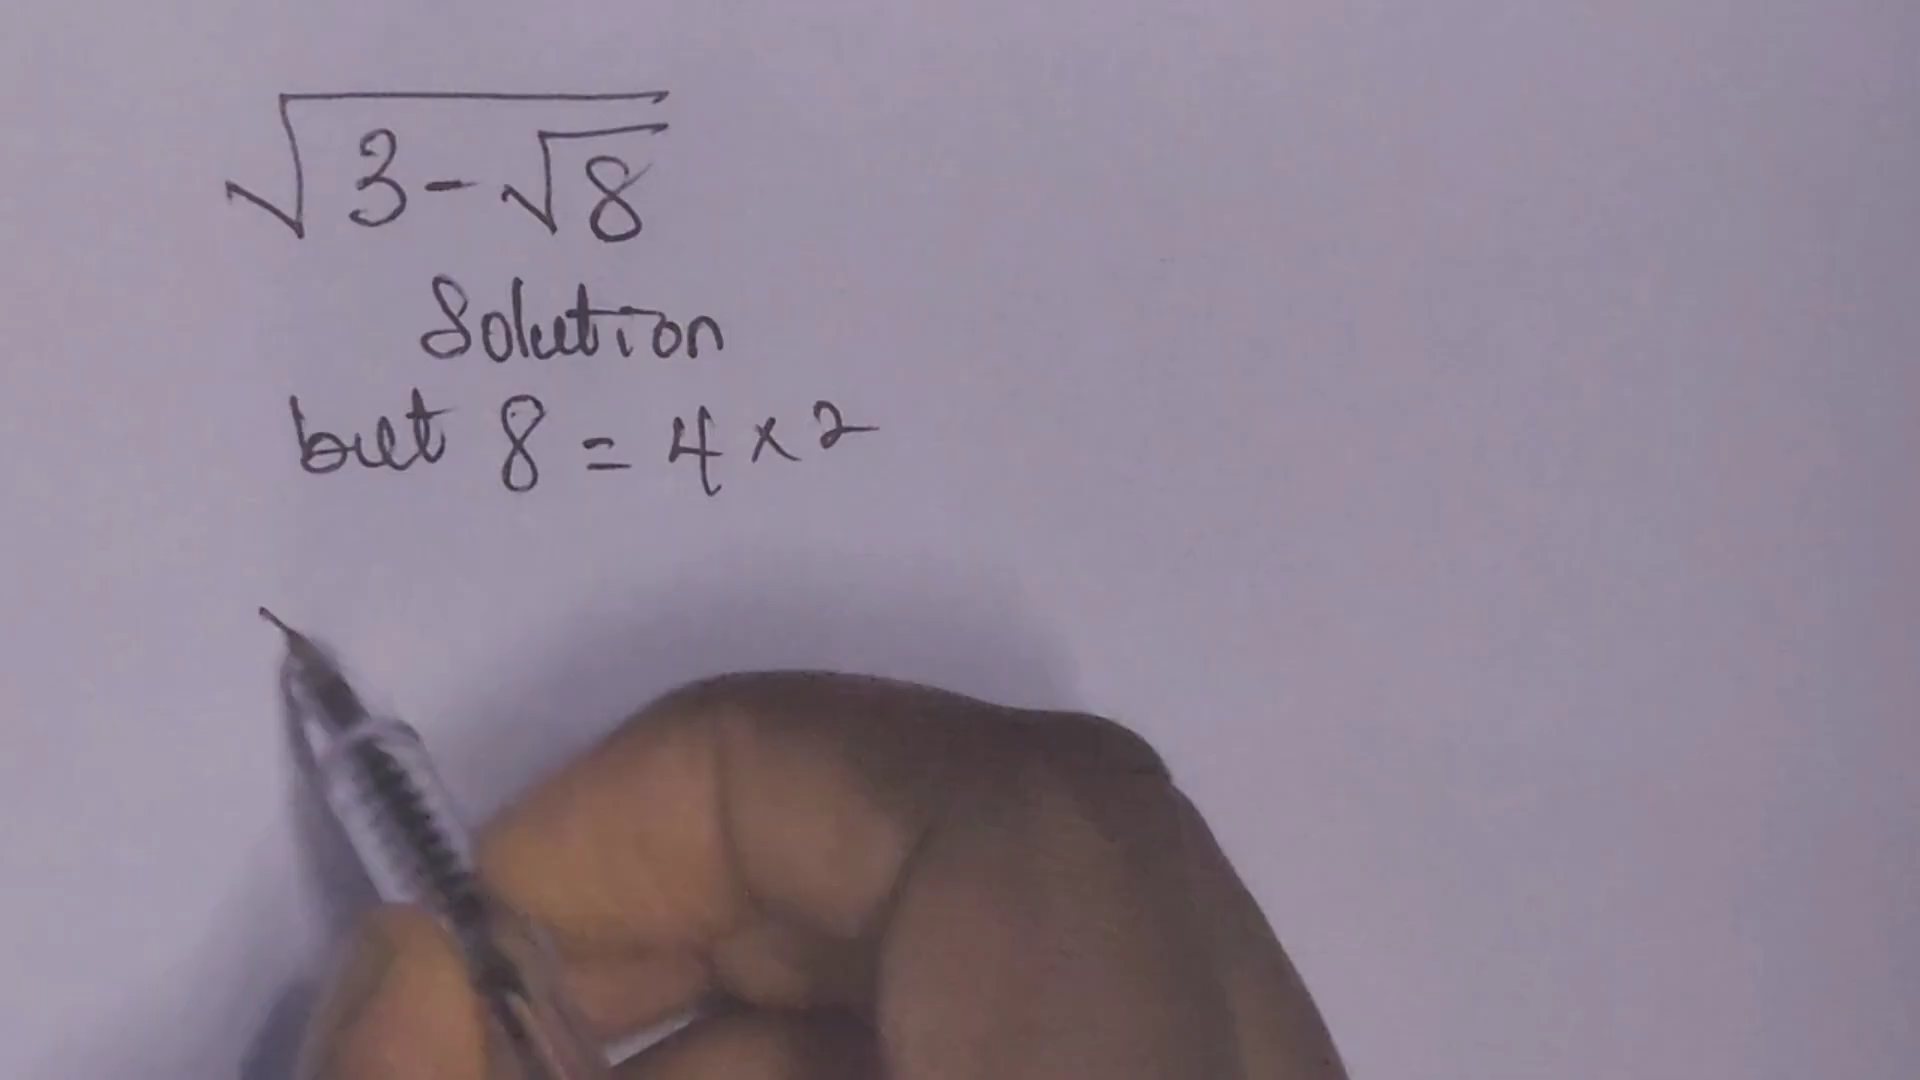 √(3-√8)
Solution
but 8 = 4 x 2